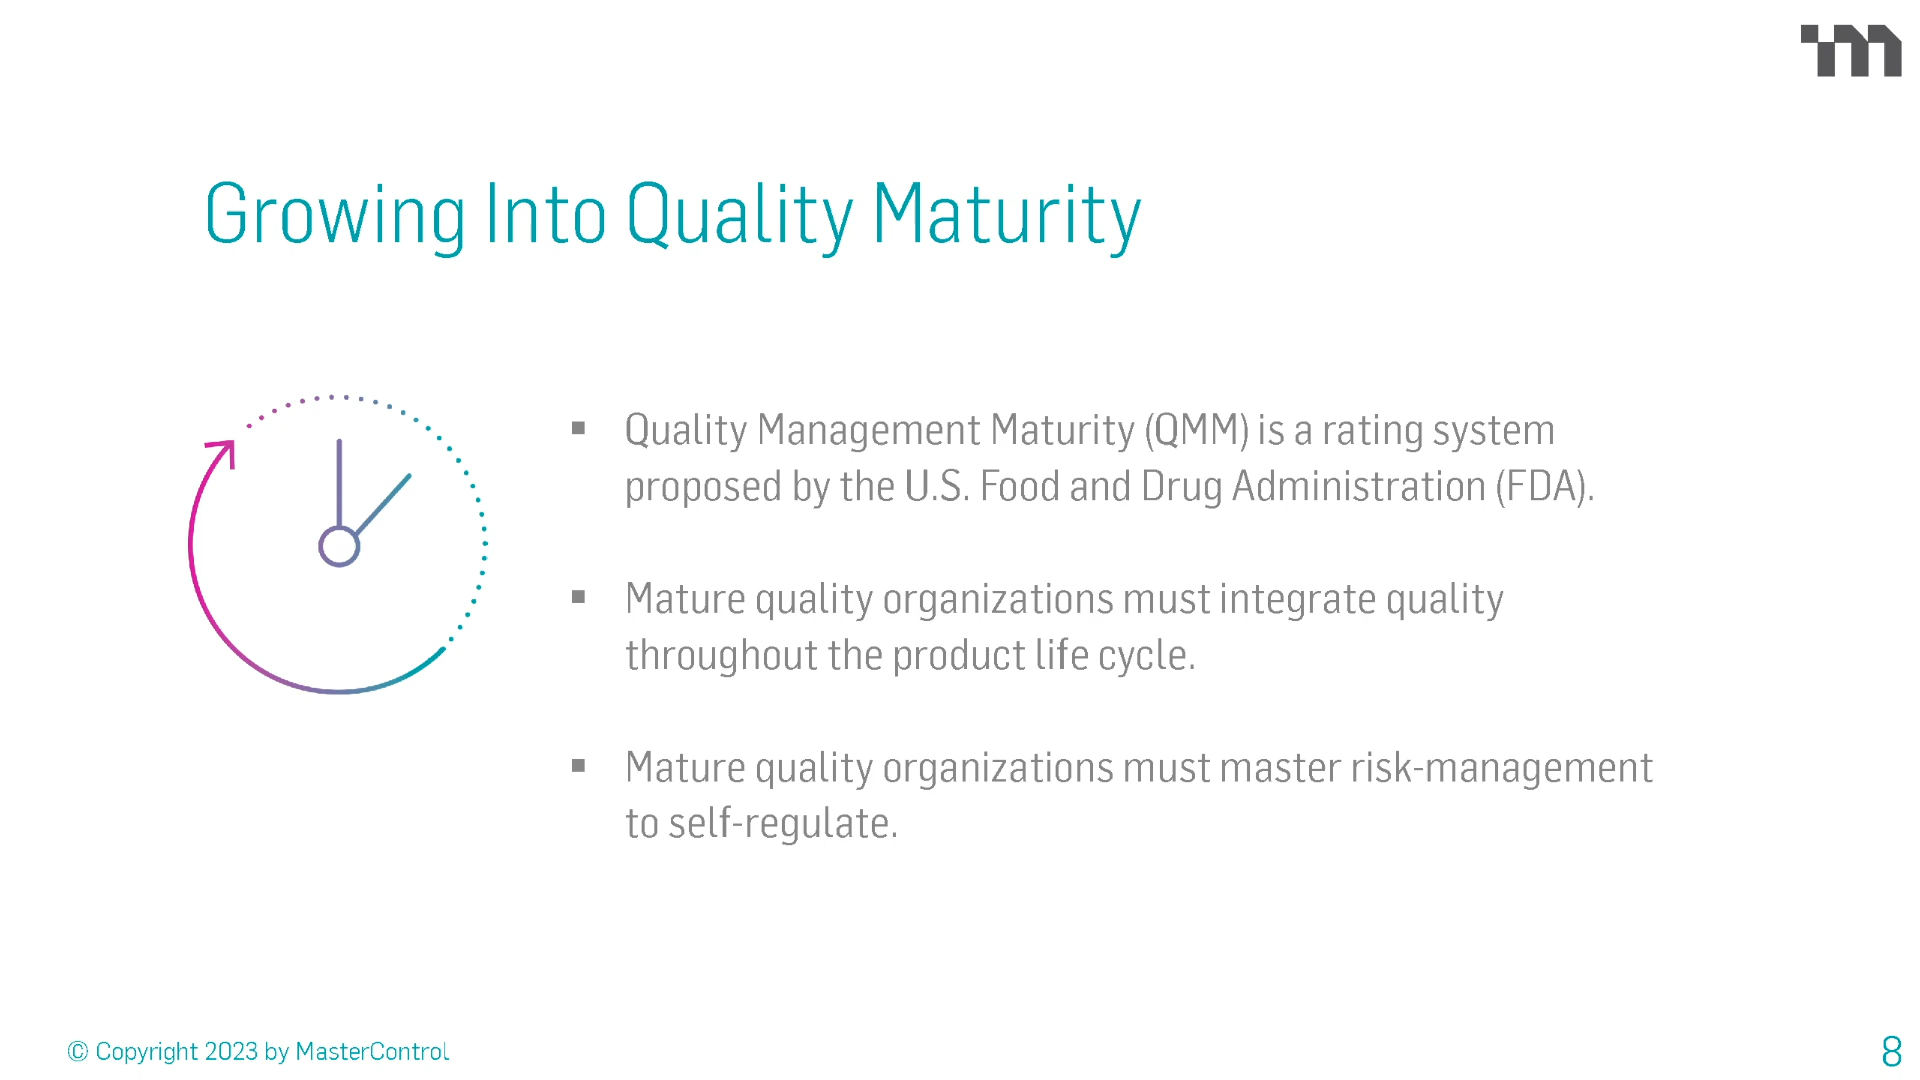 Growing Into Quality Maturity
▪ Quality Management Maturity (QMM) is a rating system
proposed by the U.S. Food and Drug Administration (FDA).
▪ Mature quality organizations must integrate quality
throughout the product life cycle.
▪ Mature quality organizations must master risk-management
to self-regulate.
© Copyright 2023 by MasterControl
8